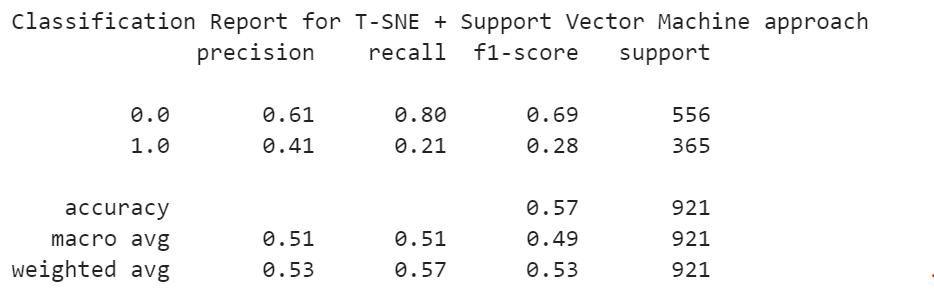 Classification Report for T-SNE + Support Vector Machine approach
precision recall f1-score support
0.0 0.61 0.80 0.69 556
1.0 0.41 0.21 0.28 365
accuracy 0.57 921
macro avg 0.51 0.51 0.49 921
weighted avg 0.53 0.57 0.53 921